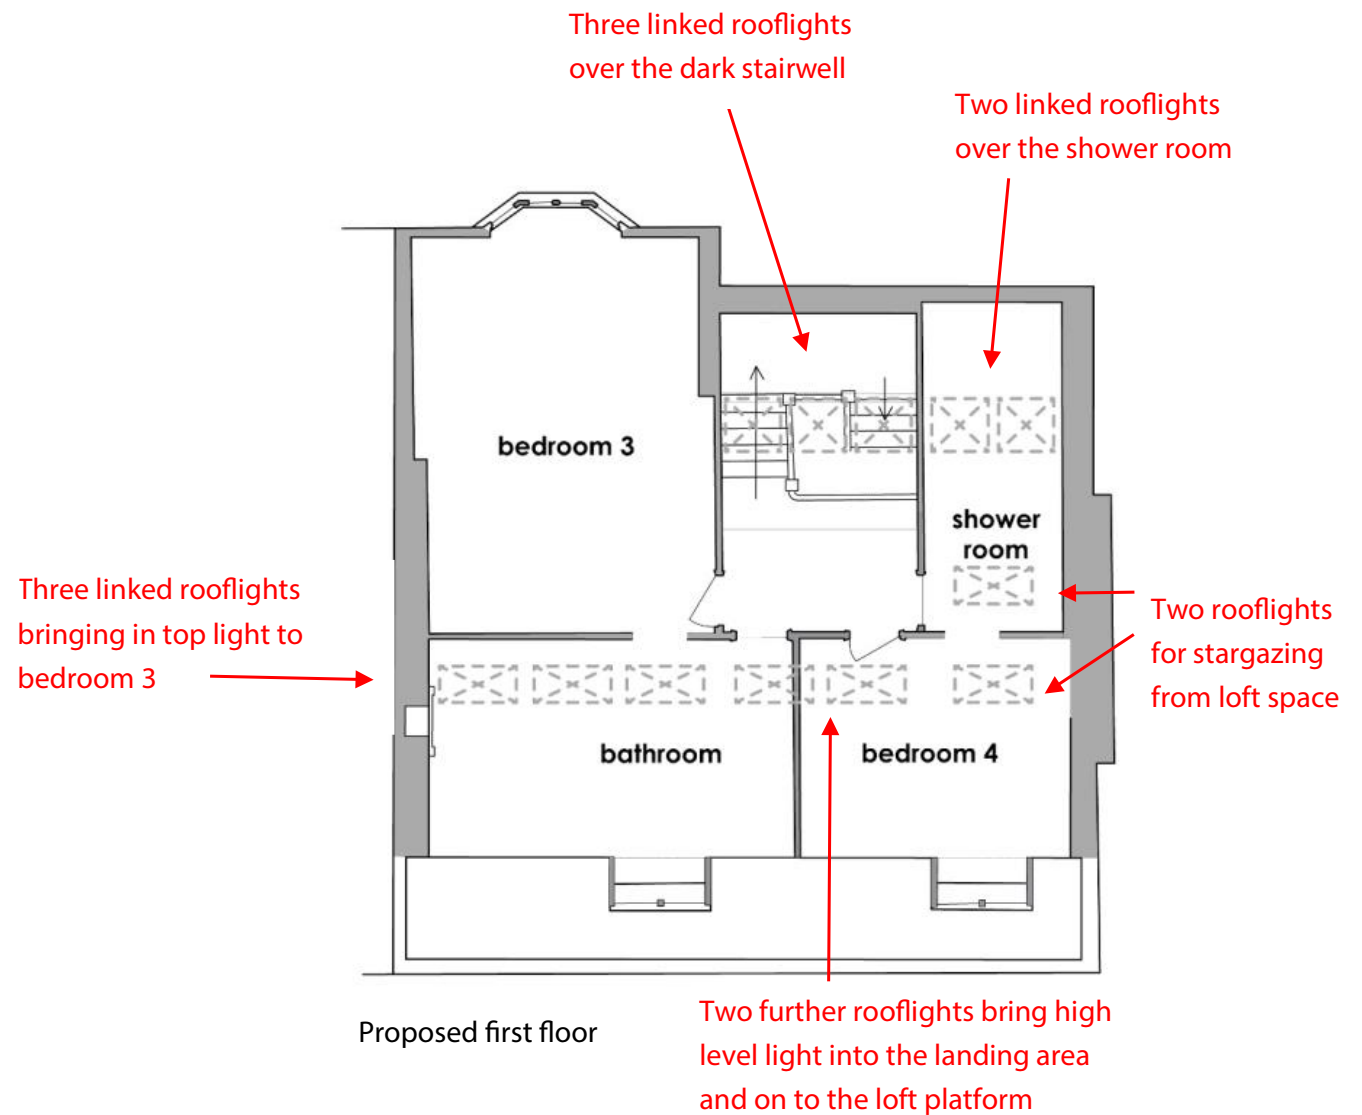 Three linked rooflights
over the dark stairwell
Two linked rooflights
over the shower room
bedroom 3
shower
room
Three linked rooflights
bringing in top light to
bedroom 3
Two rooflights
for stargazing
from loft space
bathroom
bedroom 4
Proposed first floor
Two further rooflights bring high
level light into the landing area
and on to the loft platform